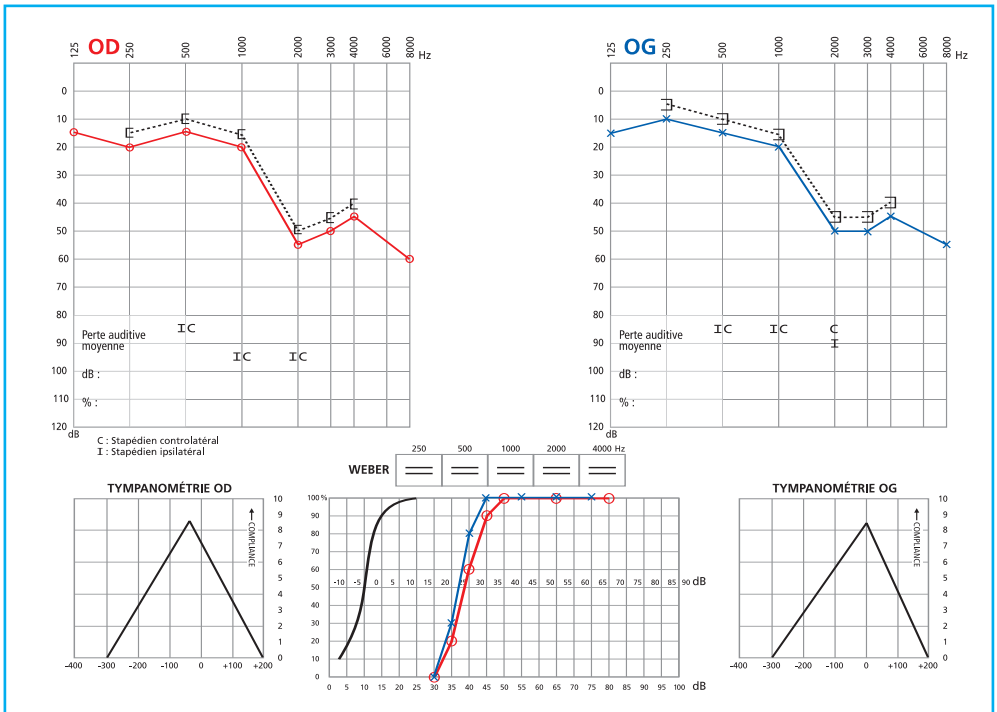 OD
125 250 500 1000 2000 3000 4000 8000 Hz
0
10
20
30
40
50
60
70
80
90
100
110
120
dB
I C
I C I C
Perte auditive
moyenne
dB :
% :
C : Stapédien controlatéral
I : Stapédien ipsilatéral
OG
125 250 500 1000 2000 3000 4000 8000 Hz
0
10
20
30
40
50
60
70
80
90
100
110
120
dB
I C I C C
I
Perte auditive
moyenne
dB :
% :
250 500 1000 2000 4000 Hz
WEBER
TYMPANOMÉTRIE OD
10
9
8
7
6
5
4
3
2
1
0
COMPLIANCE
–400 –300 –200 –100 0 +100 +200
100 %
90
80
70
60
50
40
30
20
10
0
-10 -5 0 5 10 15 20 25 30 35 40 45 50 55 60 65 70 75 80 85 90 dB
0 5 10 15 20 25 30 35 40 45 50 55 60 65 70 75 80 85 90 95 100 dB
TYMPANOMÉTRIE OG
10
9
8
7
6
5
4
3
2
1
0
COMPLIANCE
–400 –300 –200 –100 0 +100 +200